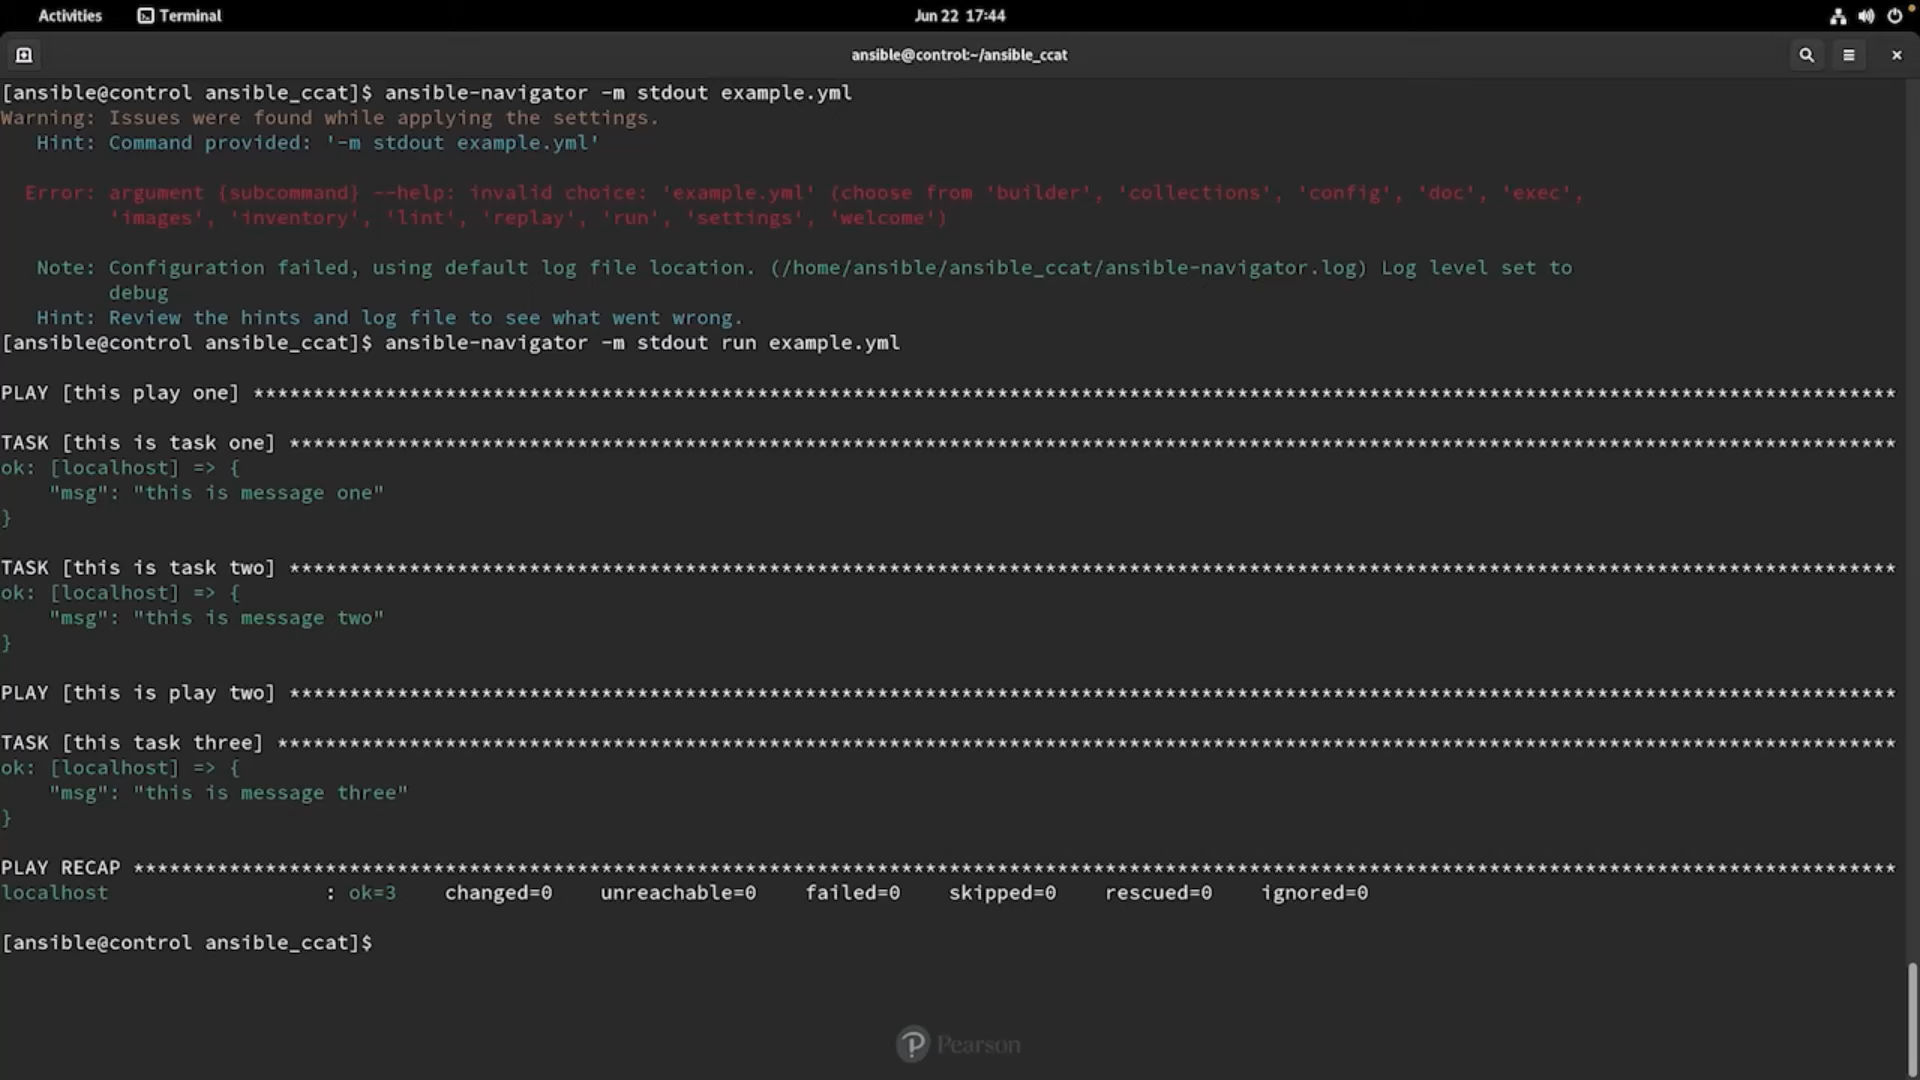 Activities Terminal Jun 22 17:44
ansible@control:~/ansible_ccat
[ansible@control ansible_ccat]$ ansible-navigator -m stdout example.yml
Warning: Issues were found while applying the settings.
   Hint: Command provided: '-m stdout example.yml'
  Error: argument {subcommand} --help: invalid choice: 'example.yml' (choose from 'builder', 'collections', 'config', 'doc', 'exec',
         'images', 'inventory', 'lint', 'replay', 'run', 'settings', 'welcome')
   Note: Configuration failed, using default log file location. (/home/ansible/ansible_ccat/ansible-navigator.log) Log level set to
         debug
   Hint: Review the hints and log file to see what went wrong.
[ansible@control ansible_ccat]$ ansible-navigator -m stdout run example.yml
PLAY [this play one] *****************************************************************************************************************************************
TASK [this is task one] **************************************************************************************************************************************
ok: [localhost] => {
    "msg": "this is message one"
}
TASK [this is task two] **************************************************************************************************************************************
ok: [localhost] => {
    "msg": "this is message two"
}
PLAY [this is play two] **************************************************************************************************************************************
TASK [this task three] ***************************************************************************************************************************************
ok: [localhost] => {
    "msg": "this is message three"
}
PLAY RECAP ***************************************************************************************************************************************************
localhost                  : ok=3    changed=0    unreachable=0    failed=0    skipped=0    rescued=0    ignored=0
[ansible@control ansible_ccat]$
P Pearson